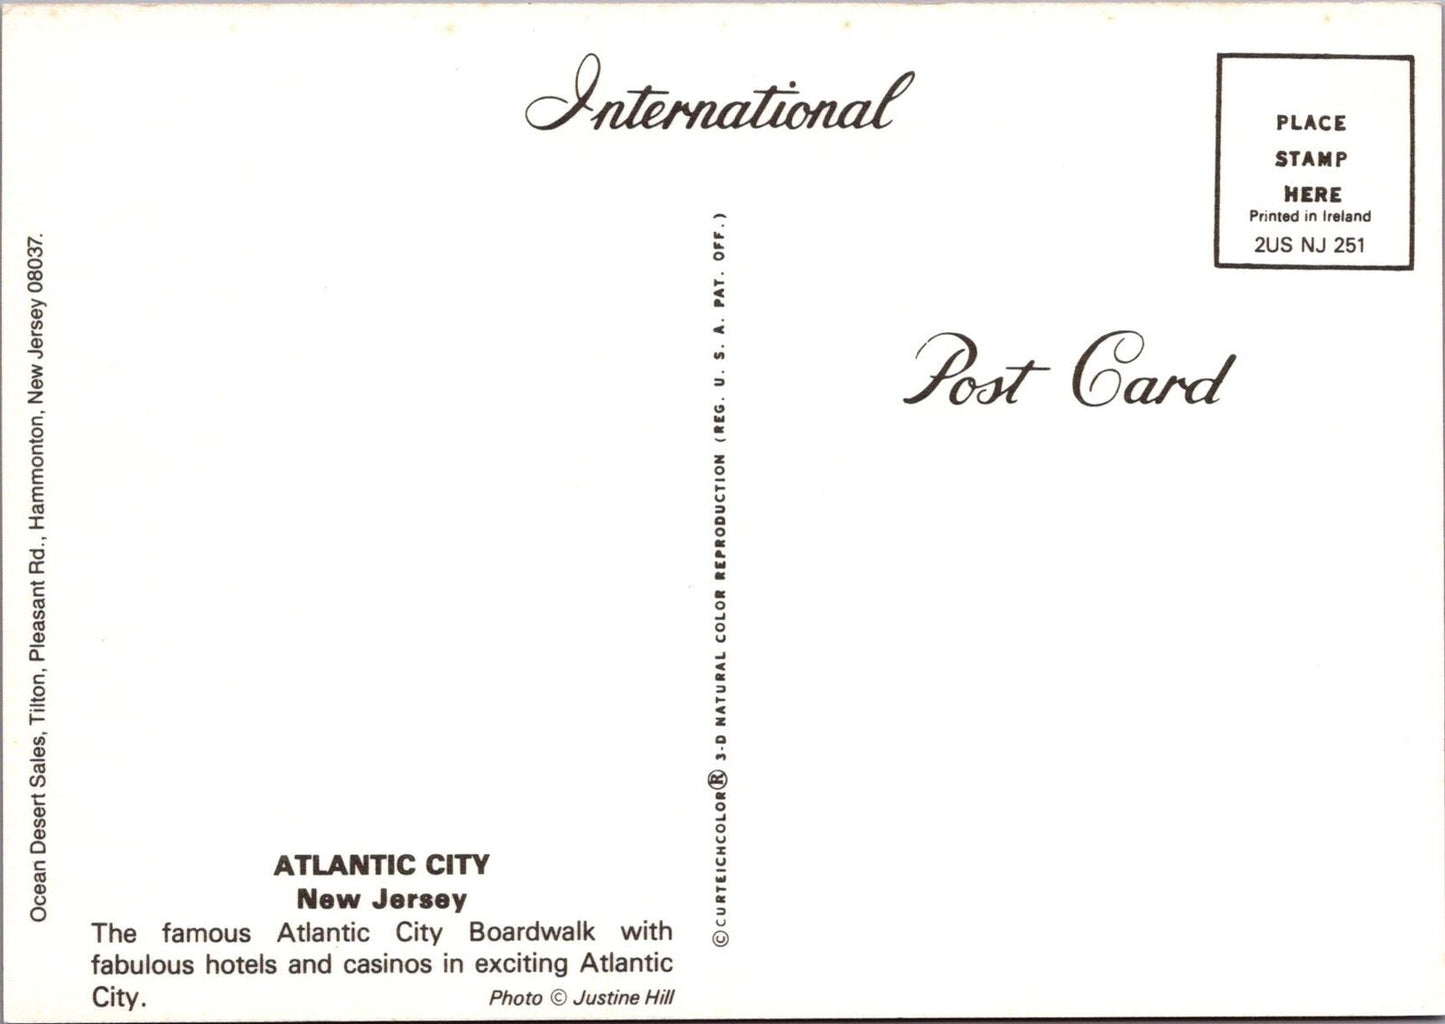 International
PLACE
STAMP
HERE
Printed in Ireland
2US NJ 251
Post Card
Ocean Desert Sales, Tilton, Pleasant Rd., Hammonton, New Jersey 08037.
©CURTEICHCOLOR® 3-D NATURAL COLOR REPRODUCTION (REG. U. S. A. PAT. OFF.)
ATLANTIC CITY
New Jersey
The famous Atlantic City Boardwalk with
fabulous hotels and casinos in exciting Atlantic
City.
Photo © Justine Hill